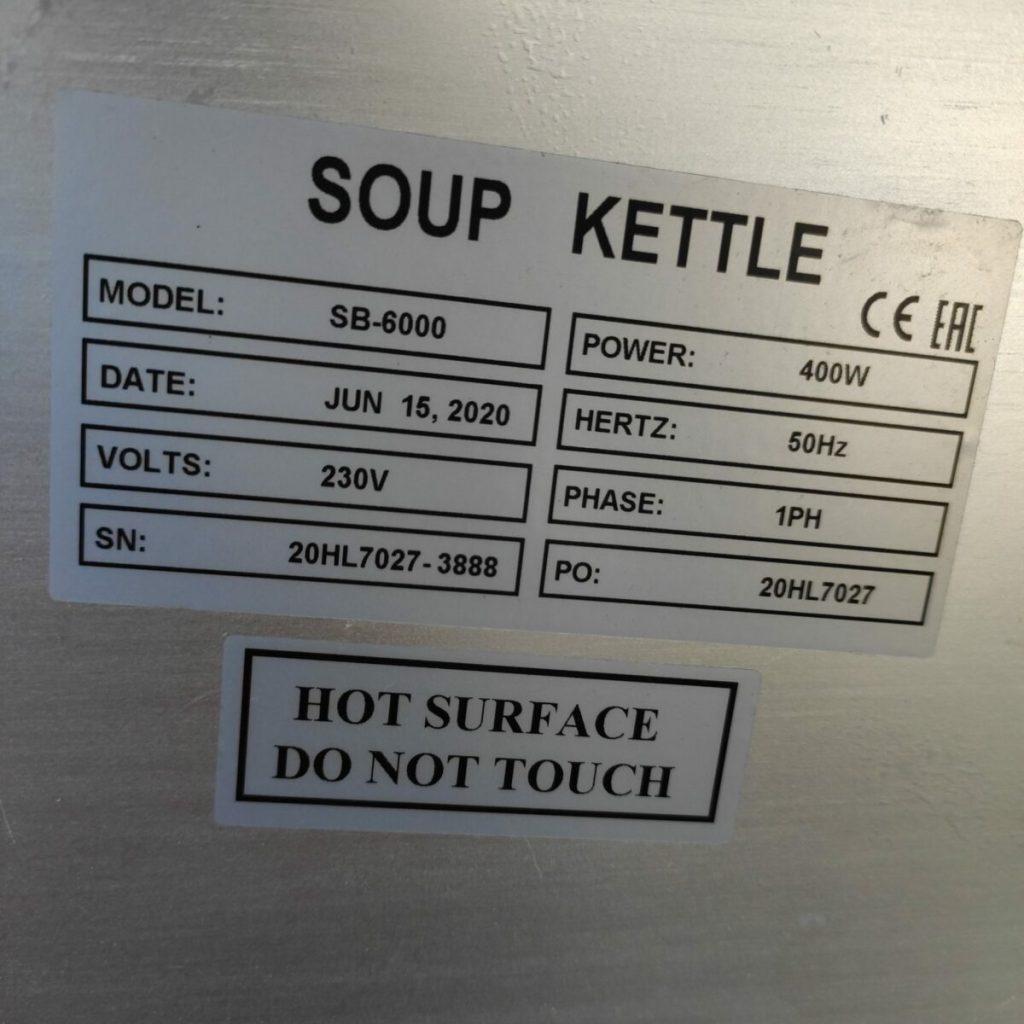 SOUP KETTLE
CE EAC
MODEL: SB-6000
POWER: 400W
DATE: JUN 15, 2020
HERTZ: 50Hz
VOLTS: 230V
PHASE: 1PH
SN: 20HL7027-3888
PO: 20HL7027
HOT SURFACE
DO NOT TOUCH